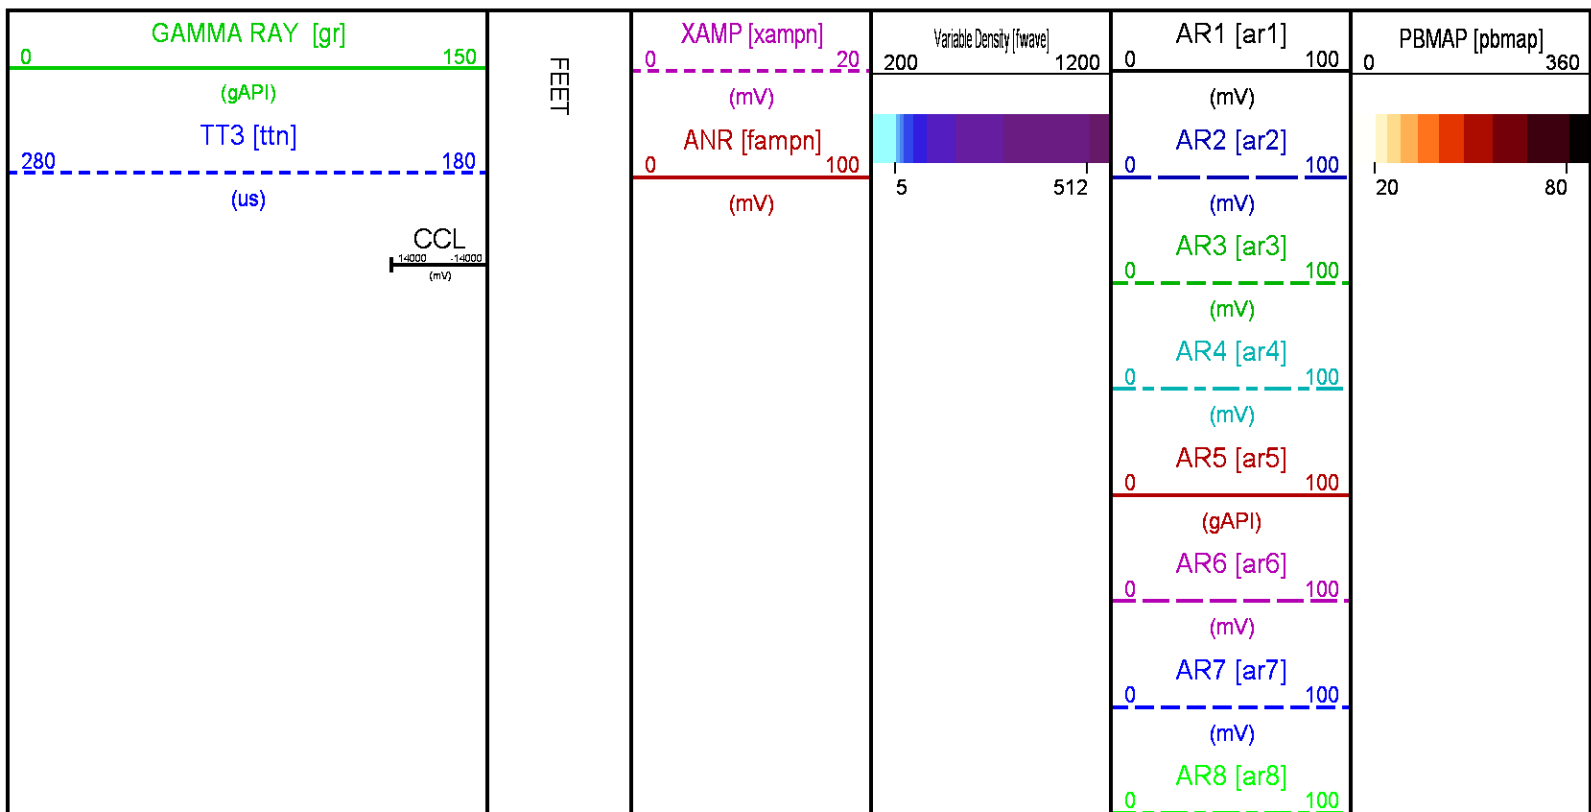 GAMMA RAY [gr]
0 150
(gAPI)
TT3 [ttn]
280 180
(us)
CCL
14000 -14000
(mV)
FEET
XAMP [xampn]
0 20
(mV)
ANR [fampn]
0 100
(mV)
Variable Density [fwave]
200 1200
5 512
AR1 [ar1]
0 100
(mV)
AR2 [ar2]
0 100
(mV)
AR3 [ar3]
0 100
(mV)
AR4 [ar4]
0 100
(mV)
AR5 [ar5]
0 100
(gAPI)
AR6 [ar6]
0 100
(mV)
AR7 [ar7]
0 100
(mV)
AR8 [ar8]
0 100
PBMAP [pbmap]
0 360
20 80